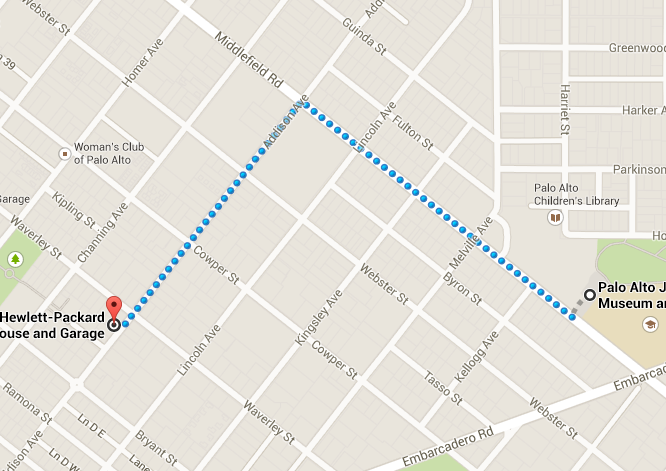 Webster St
Homer Ave
Middlefield Rd
Guinda St
Addi
Greenwood
Harriet St
Harker A
Parkinson
39
Woman's Club
of Palo Alto
Addison Ave
Lincoln Ave
Fulton St
Palo Alto
Children's Library
Ho
Garage
Kipling St
Channing Ave
Waverley St
Cowper St
Melville Ave
Webster St
Byron St
Palo Alto J
Museum an
Hewlett-Packard
ouse and Garage
Lincoln Ave
Kingsley Ave
Cowper St
Kellogg Ave
Tasso St
Embarcad
Webster St
Ramona St
Ln D E
Waverley St
Bryant St
Embarcadero Rd
dison Ave
Ln D W
Lane